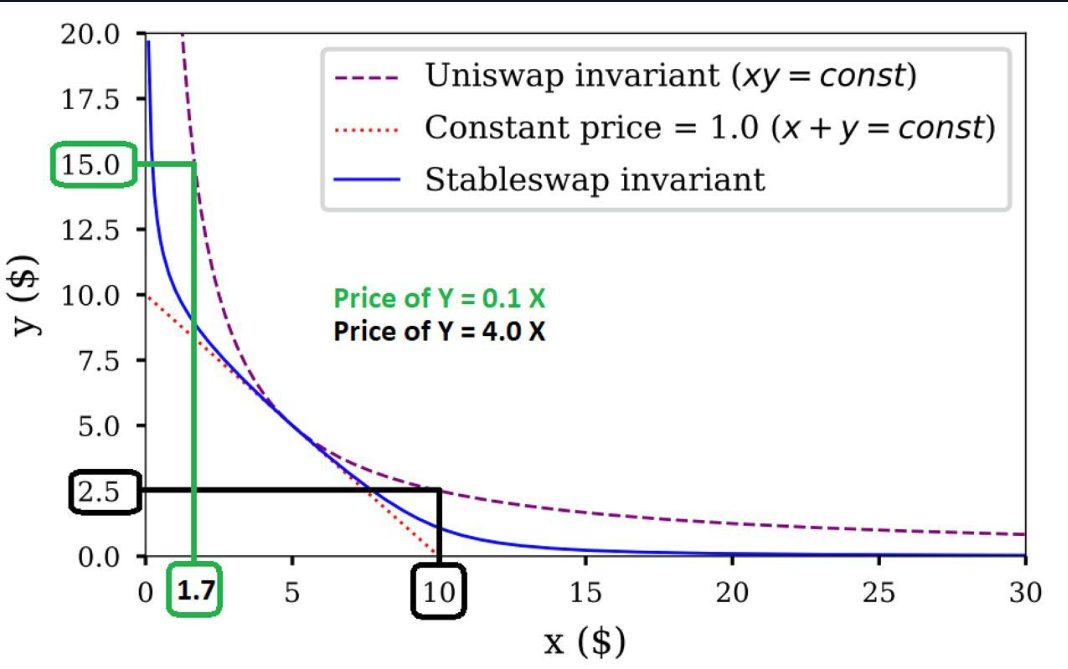 20.0
17.5
15.0
12.5
10.0
7.5
5.0
2.5
0.0
y ($)
Uniswap invariant (xy = const)
Constant price = 1.0 (x + y = const)
Stableswap invariant
Price of Y = 0.1 X
Price of Y = 4.0 X
0 1.7 5 10 15 20 25 30
x ($)